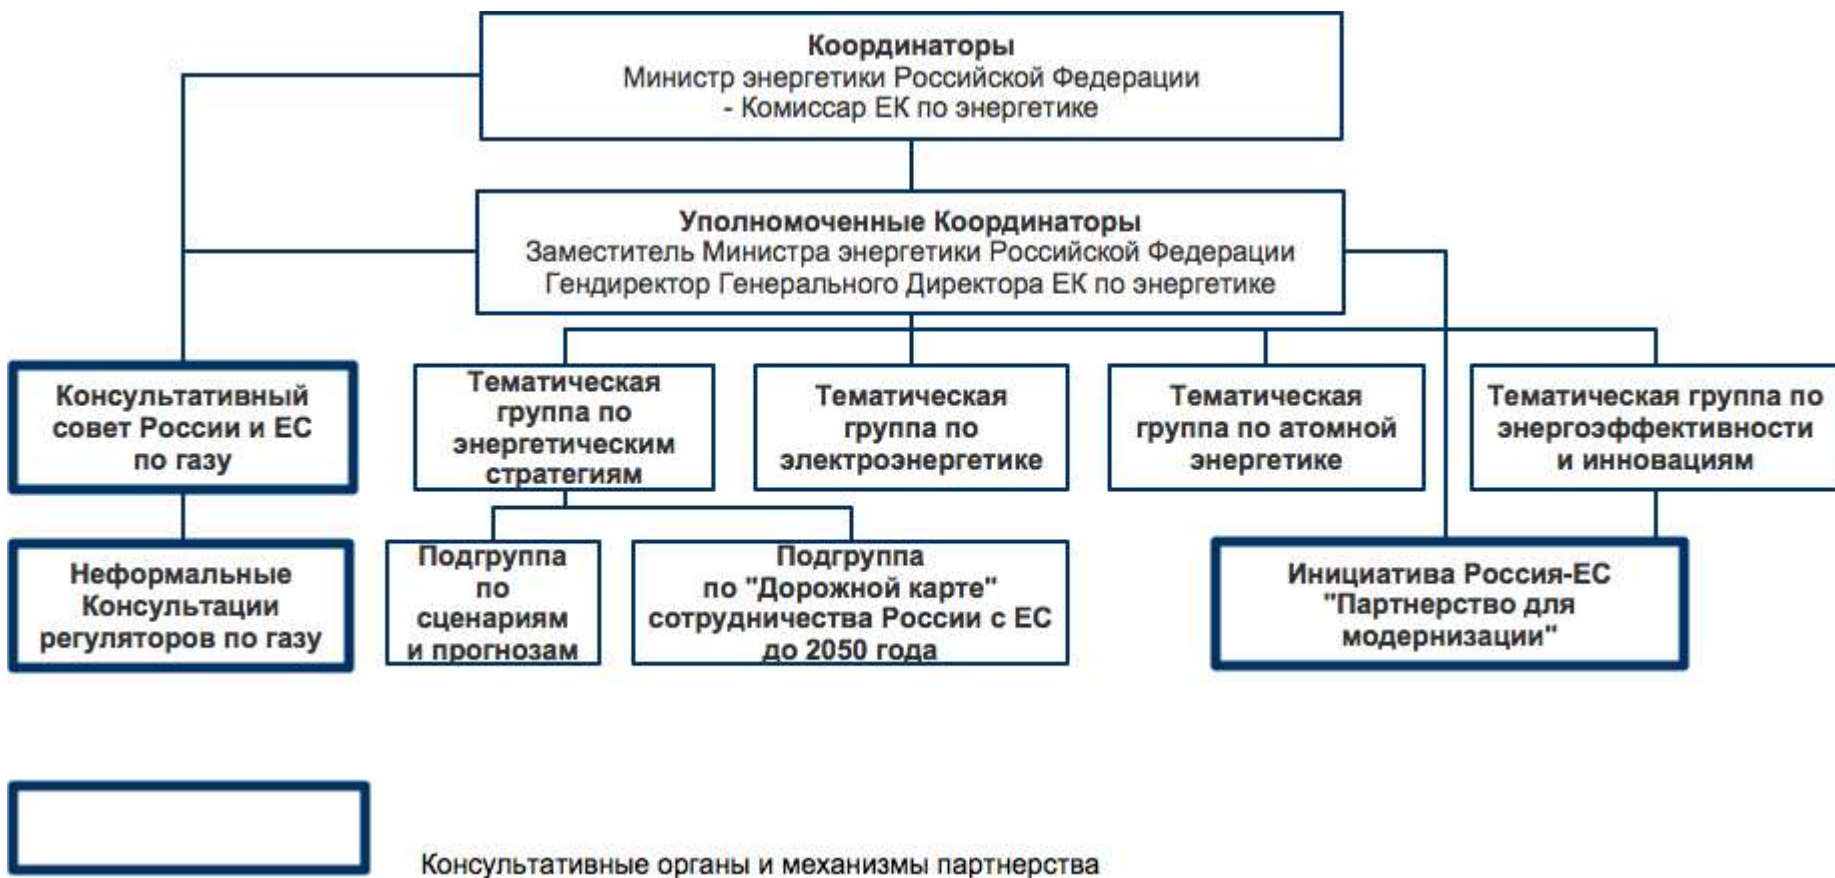 Координаторы
Министр энергетики Российской Федерации
- Комиссар ЕК по энергетике
Уполномоченные Координаторы
Заместитель Министра энергетики Российской Федерации
Гендиректор Генерального Директора ЕК по энергетике
Консультативный
совет России и ЕС
по газу
Тематическая
группа по
энергетическим
стратегиям
Тематическая
группа по
электроэнергетике
Тематическая
группа по атомной
энергетике
Тематическая группа по
энергоэффективности
и инновациям
Неформальные
Консультации
регуляторов по газу
Подгруппа
по
сценариям
и прогнозам
Подгруппа
по "Дорожной карте"
сотрудничества России с ЕС
до 2050 года
Инициатива Россия-ЕС
"Партнерство для
модернизации"
Консультативные органы и механизмы партнерства